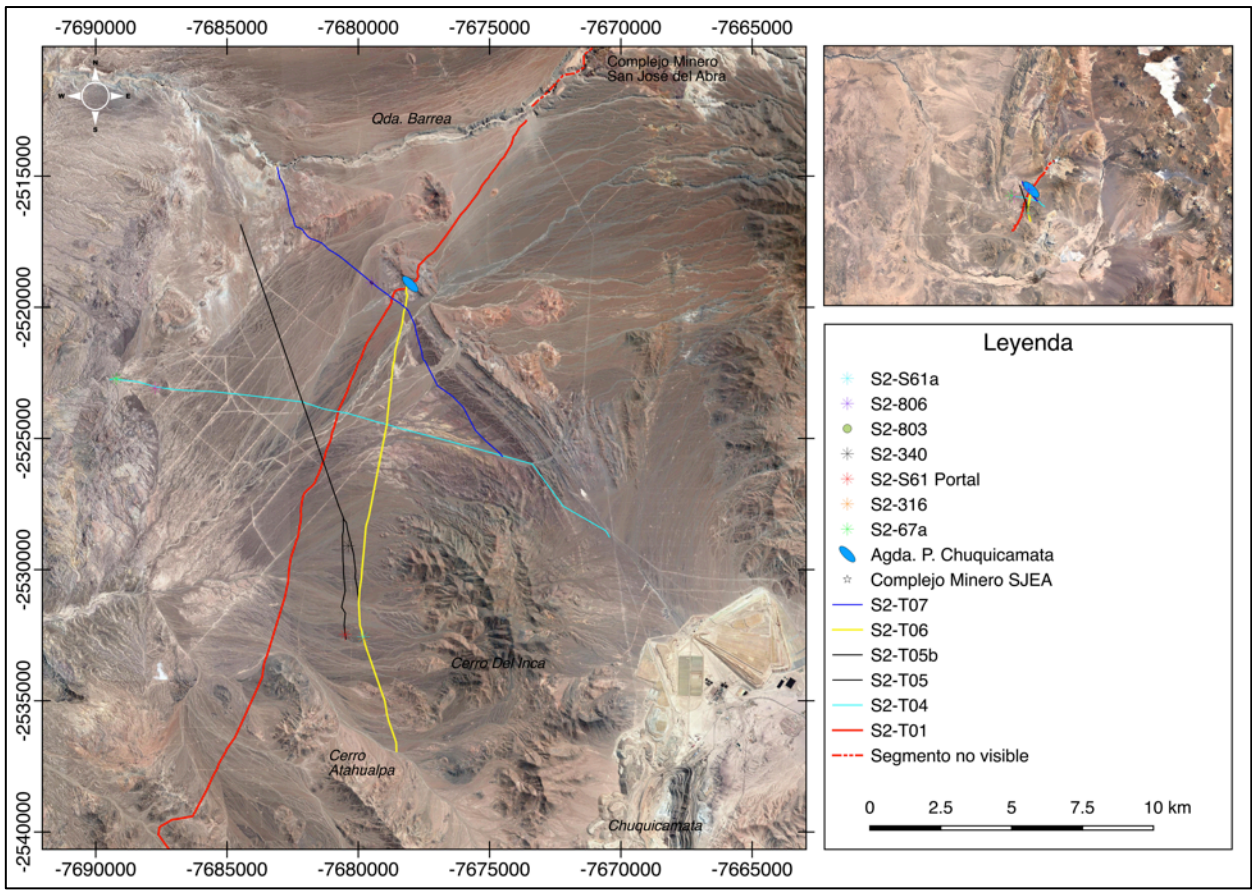 -7690000 -7685000 -7680000 -7675000 -7670000 -7665000
Complejo Minero
San José del Abra
N
W E
S
Qda. Barrea
-2515000
-2520000
-2525000
-2530000
-2535000
-2540000
Cerro Del Inca
Cerro
Atahualpa
Chuquicamata
-7690000 -7685000 -7680000 -7675000 -7670000 -7665000
Leyenda
S2-S61a
S2-806
S2-803
S2-340
S2-S61 Portal
S2-316
S2-67a
Agda. P. Chuquicamata
Complejo Minero SJEA
S2-T07
S2-T06
S2-T05b
S2-T05
S2-T04
S2-T01
Segmento no visible
0 2.5 5 7.5 10 km